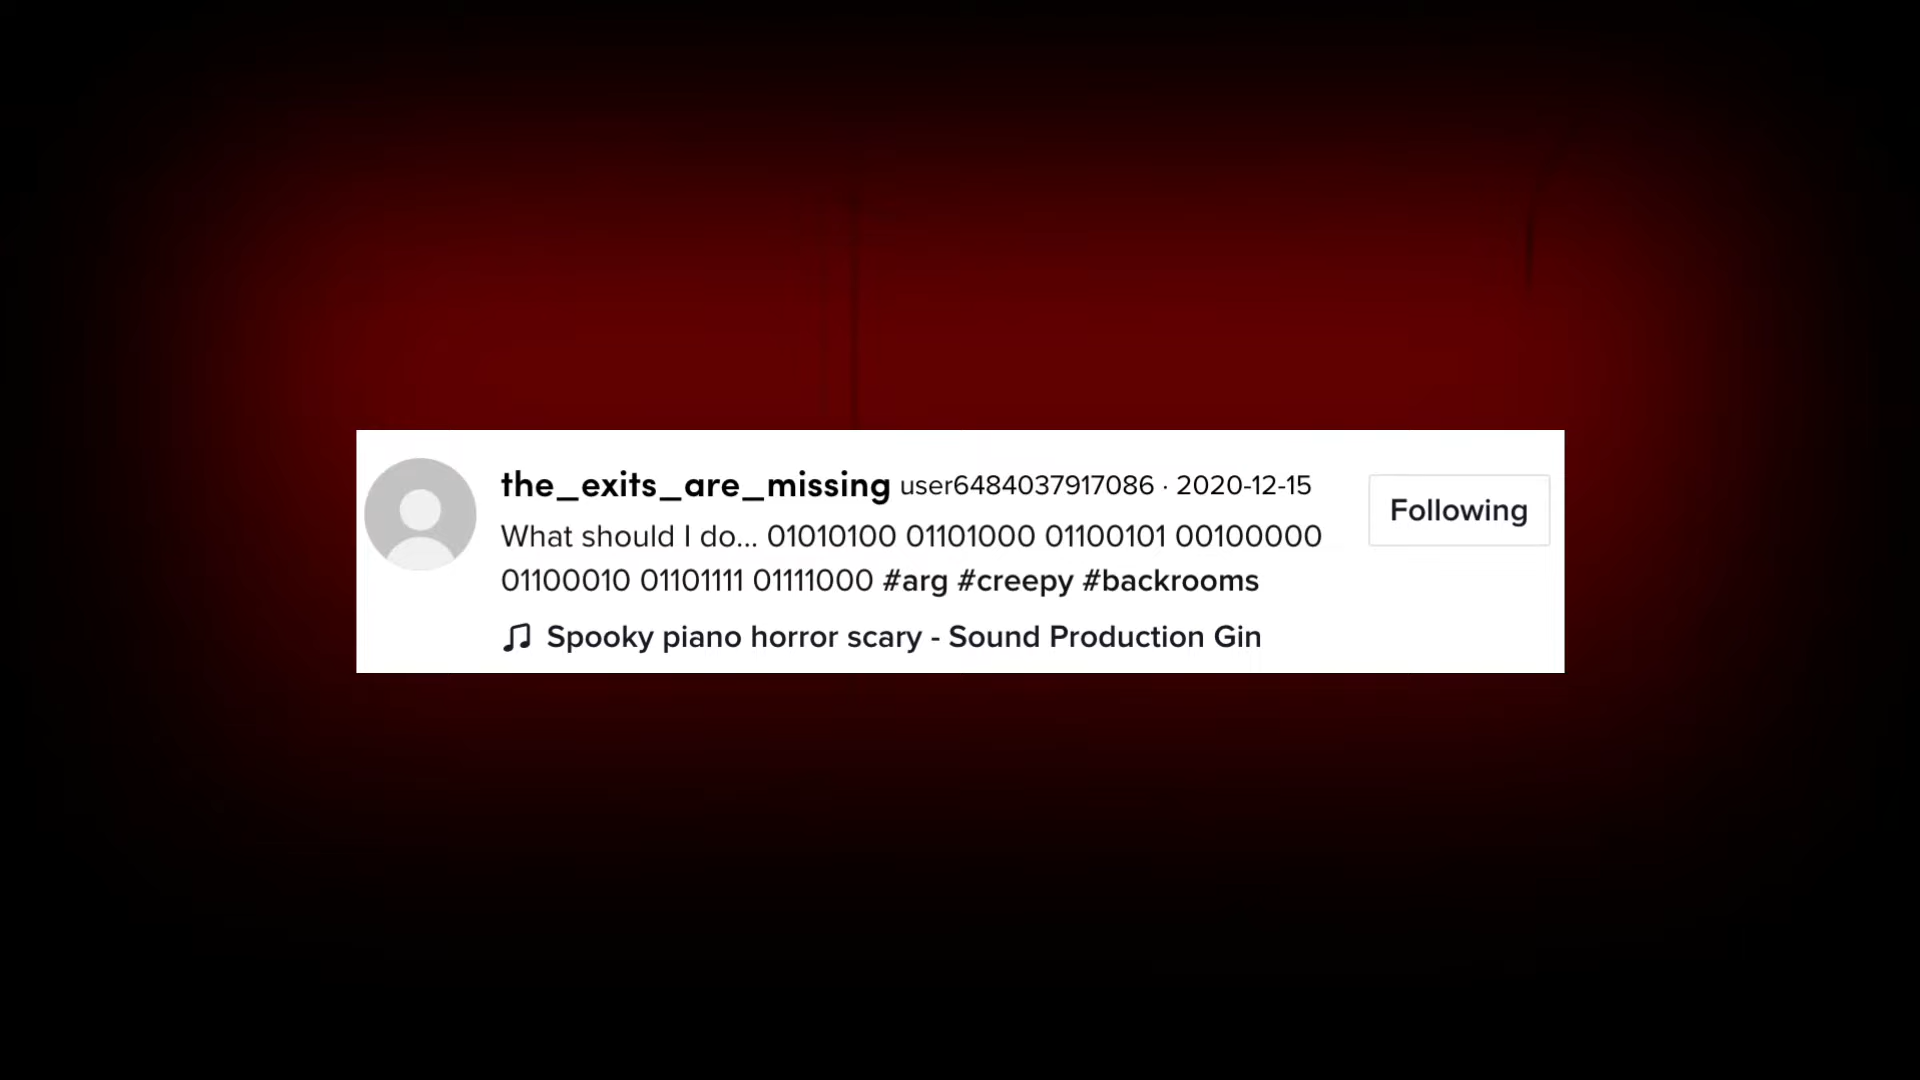 the_exits_are_missing user6484037917086 · 2020-12-15
Following
What should I do... 01010100 01101000 01100101 00100000
01100010 01101111 01111000 #arg #creepy #backrooms
Spooky piano horror scary - Sound Production Gin